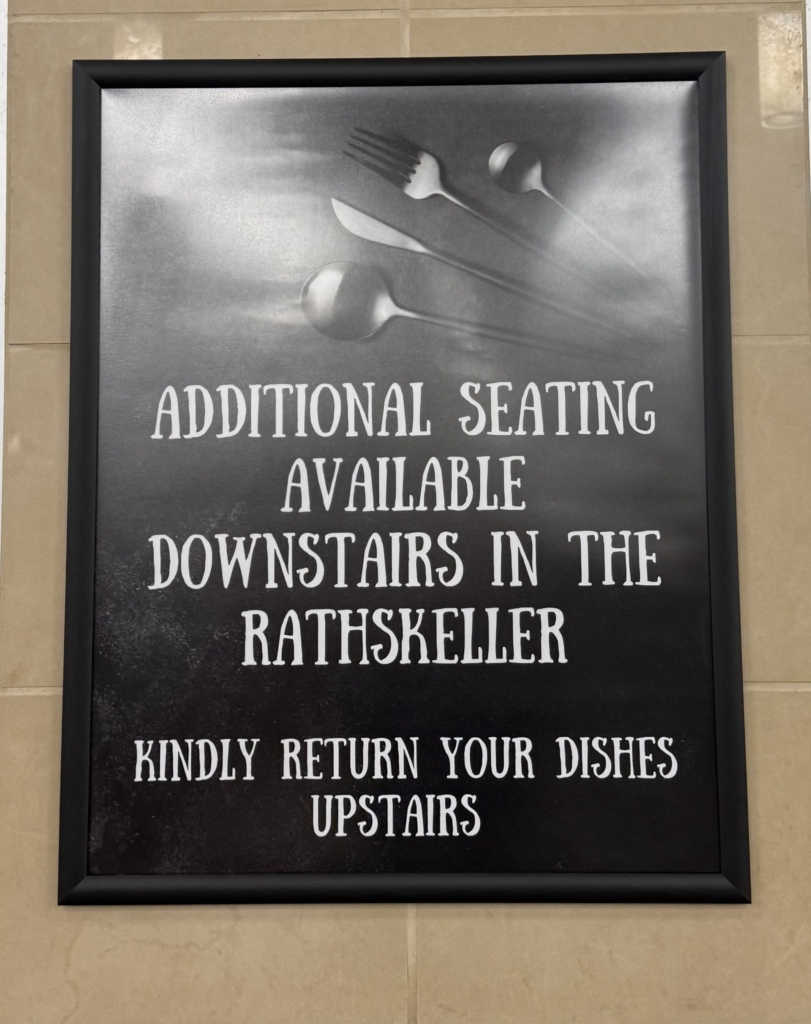 ADDITIONAL SEATING
AVAILABLE
DOWNSTAIRS IN THE
RATHSKELLER
KINDLY RETURN YOUR DISHES
UPSTAIRS